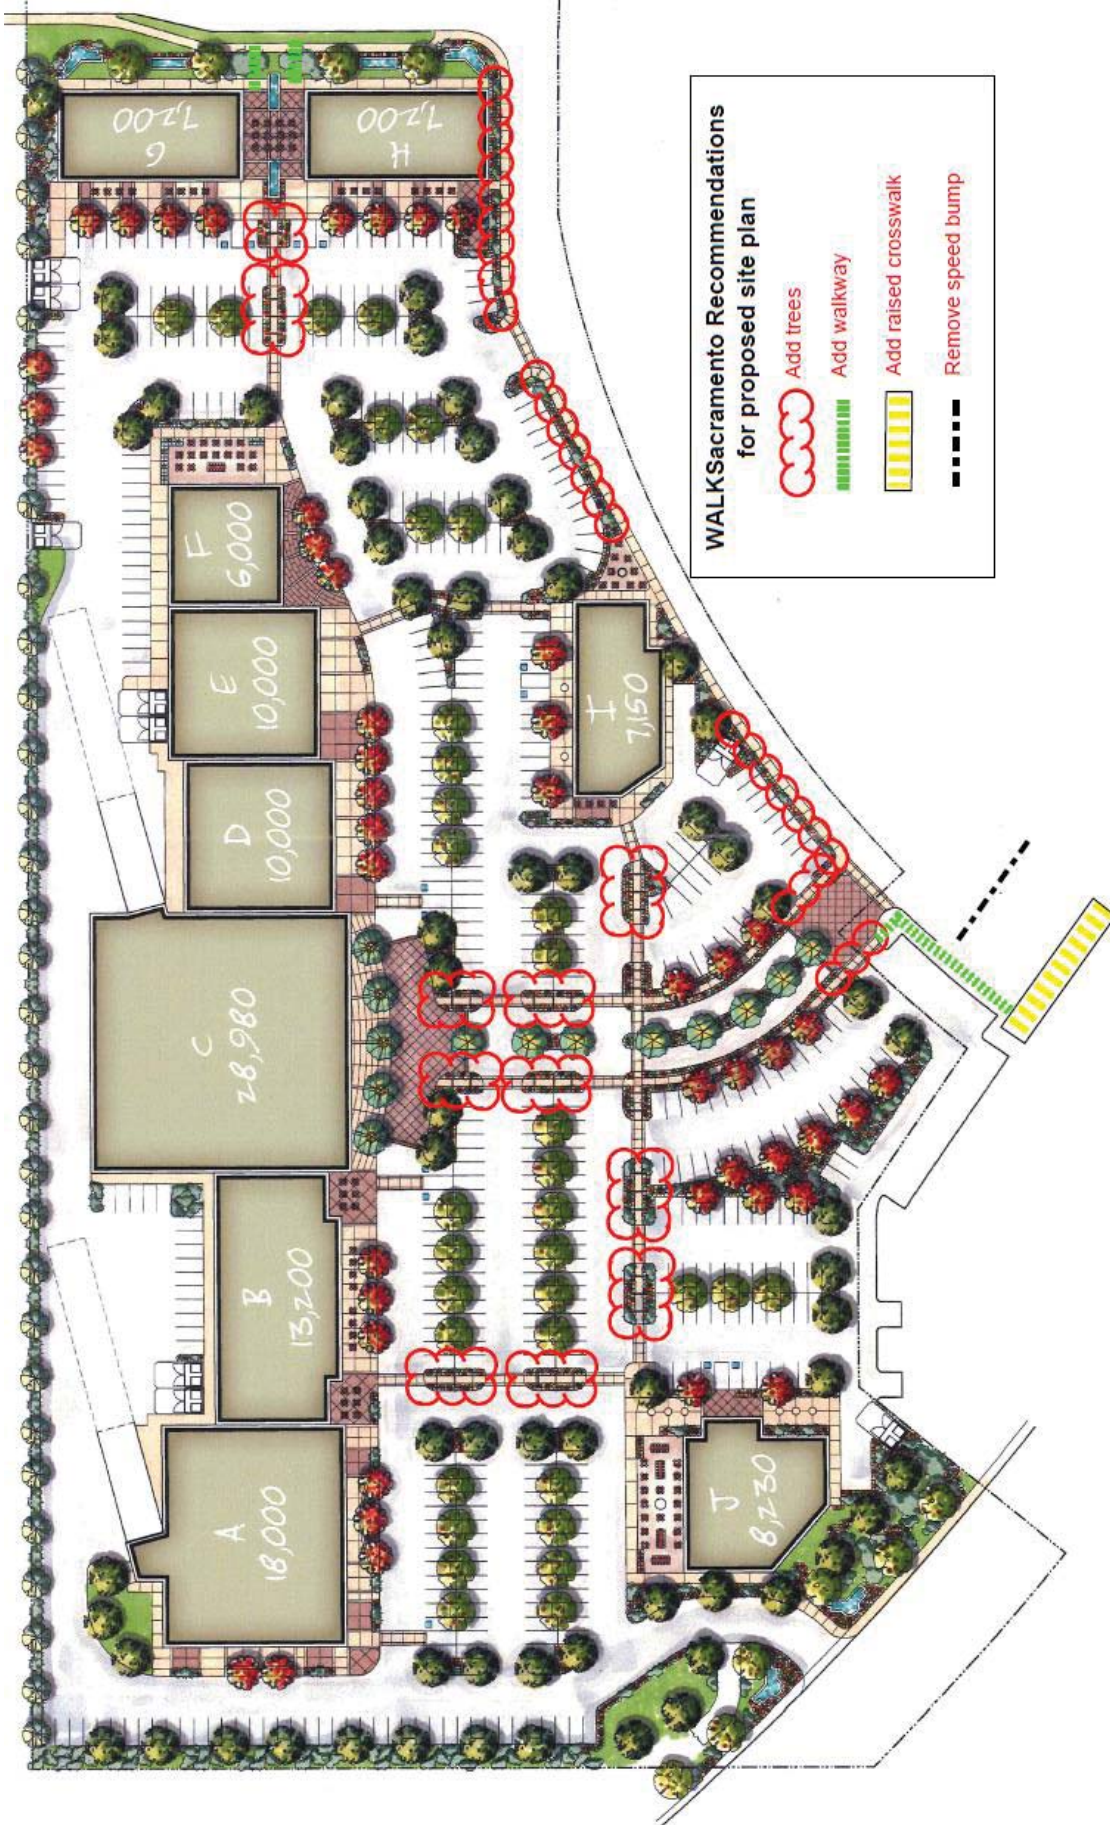 WALKSacramento Recommendations
for proposed site plan
Add trees
Add walkway
Add raised crosswalk
Remove speed bump
G
7,200
H
7,200
F
6,000
E
10,000
D
10,000
C
28,980
B
13,200
A
18,000
I
7,150
J
8,230